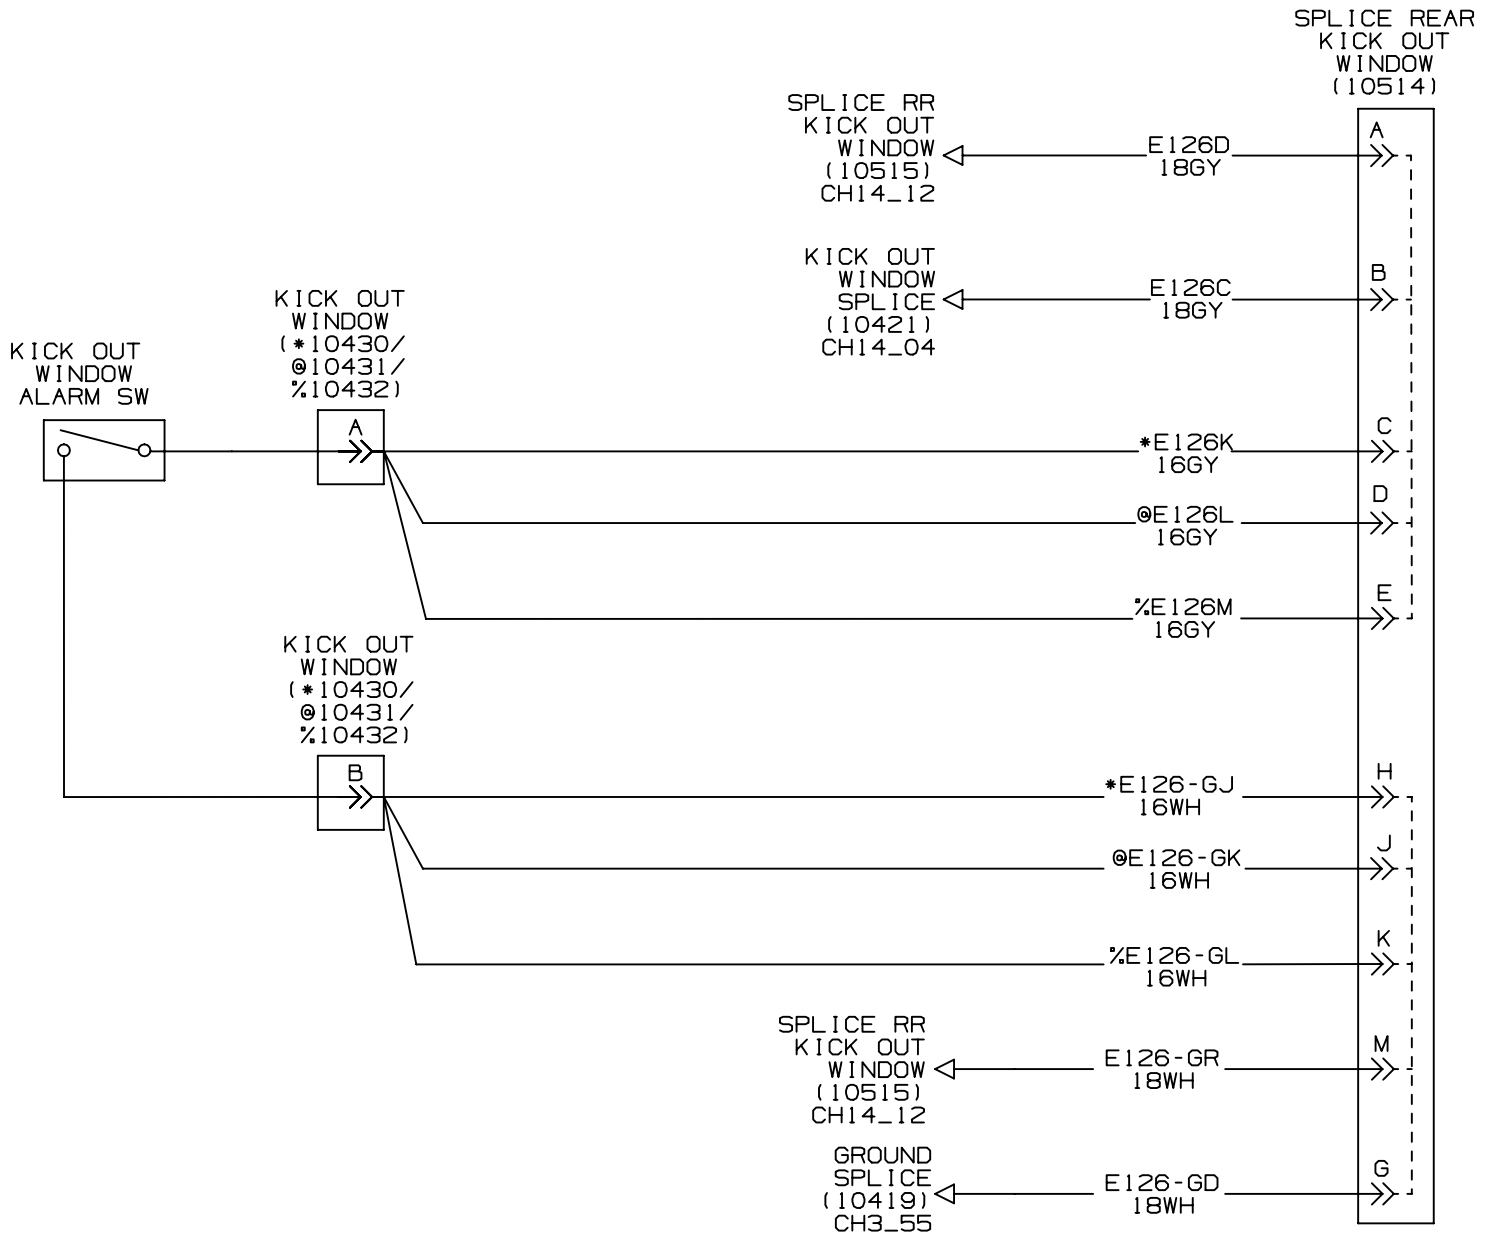 SPLICE REAR
KICK OUT
WINDOW
(10514)
SPLICE RR
KICK OUT
WINDOW
(10515)
CH14_12
E126D
18GY
A
KICK OUT
WINDOW
SPLICE
(10421)
CH14_04
E126C
18GY
B
KICK OUT
WINDOW
ALARM SW
KICK OUT
WINDOW
(*10430/
@10431/
%10432)
A
*E126K
16GY
C
@E126L
16GY
D
%E126M
16GY
E
KICK OUT
WINDOW
(*10430/
@10431/
%10432)
B
*E126-GJ
16WH
H
@E126-GK
16WH
J
%E126-GL
16WH
K
SPLICE RR
KICK OUT
WINDOW
(10515)
CH14_12
E126-GR
18WH
M
GROUND
SPLICE
(10419)
CH3_55
E126-GD
18WH
G